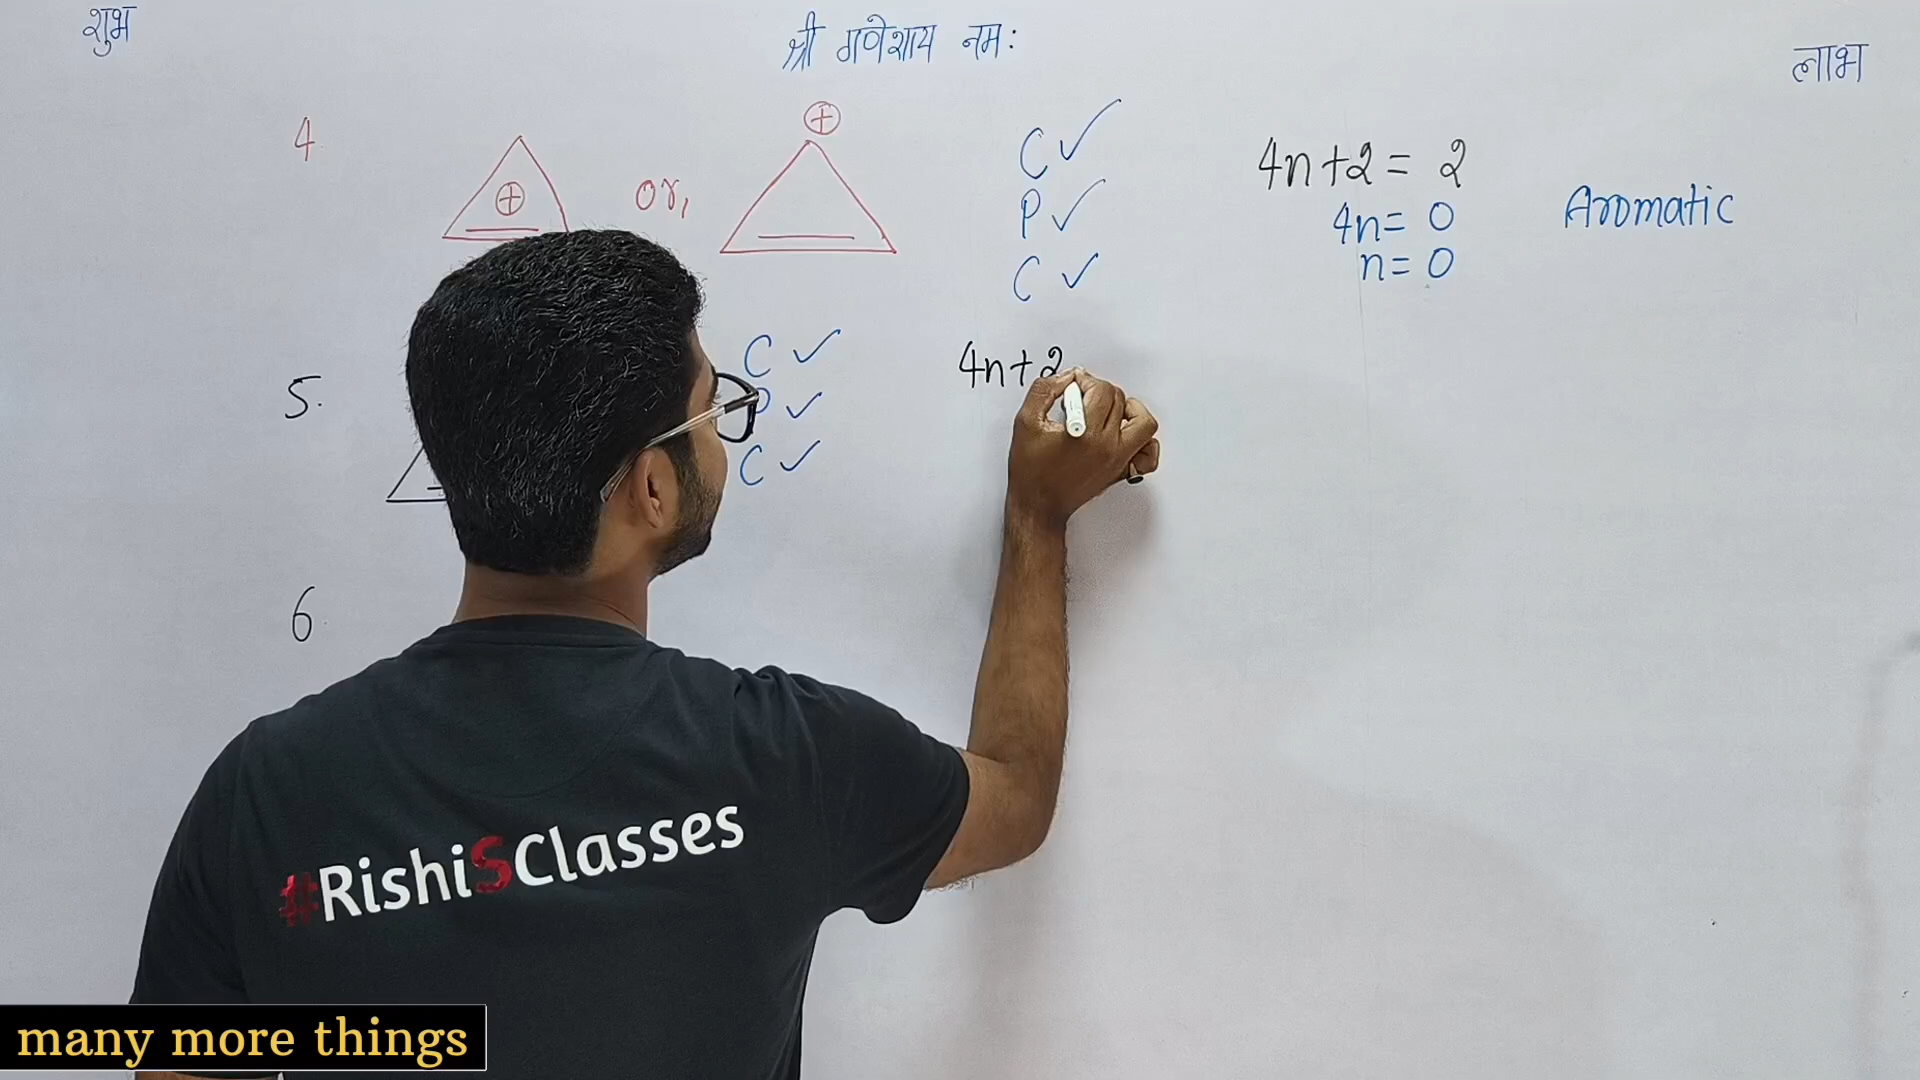 शुभ
श्री गणेशाय नमः
लाभ
4
⊕
⊕
or,
C ✓
P ✓
C ✓
4n+2 = 2
4n = 0
n = 0
Aromatic
5.
C ✓
P ✓
C ✓
4n+2
6
#RishiSClasses
many more things